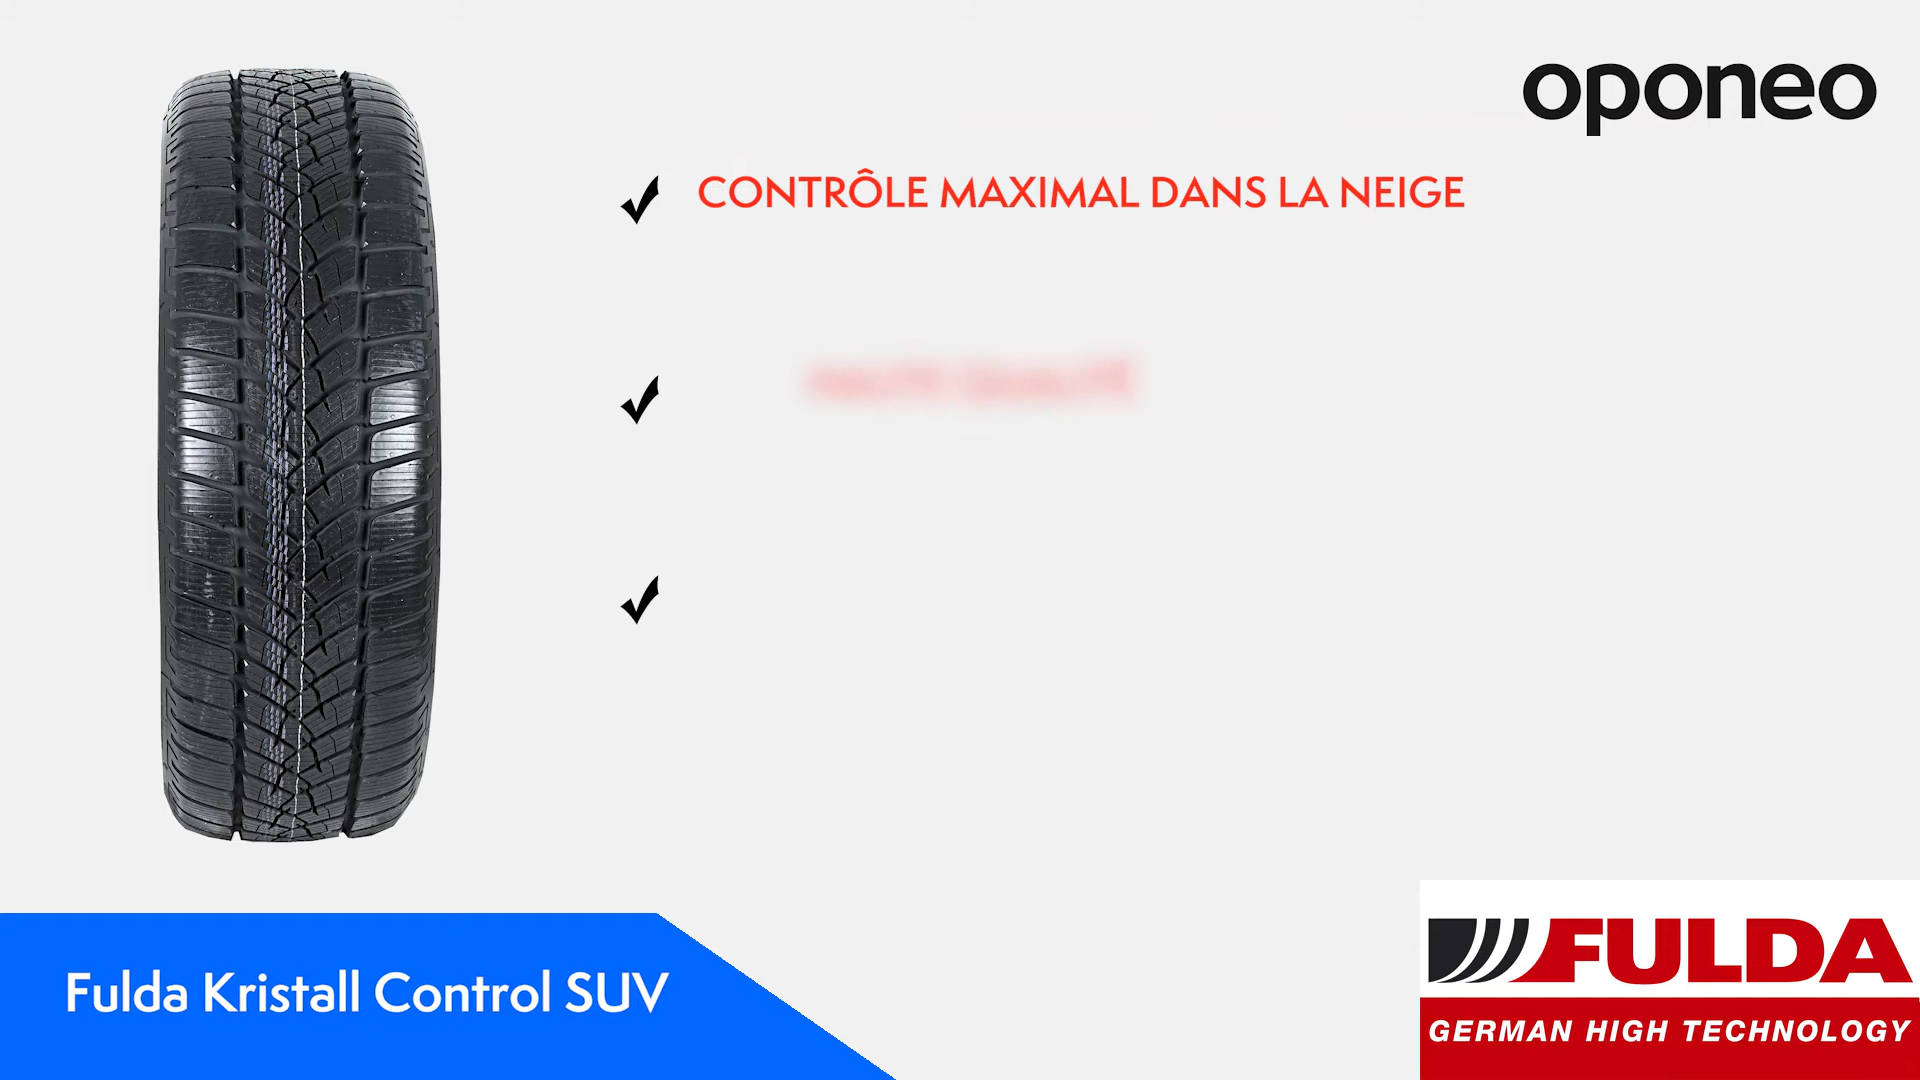 oponeo
CONTRÔLE MAXIMAL DANS LA NEIGE
Fulda Kristall Control SUV
FULDA
GERMAN HIGH TECHNOLOGY